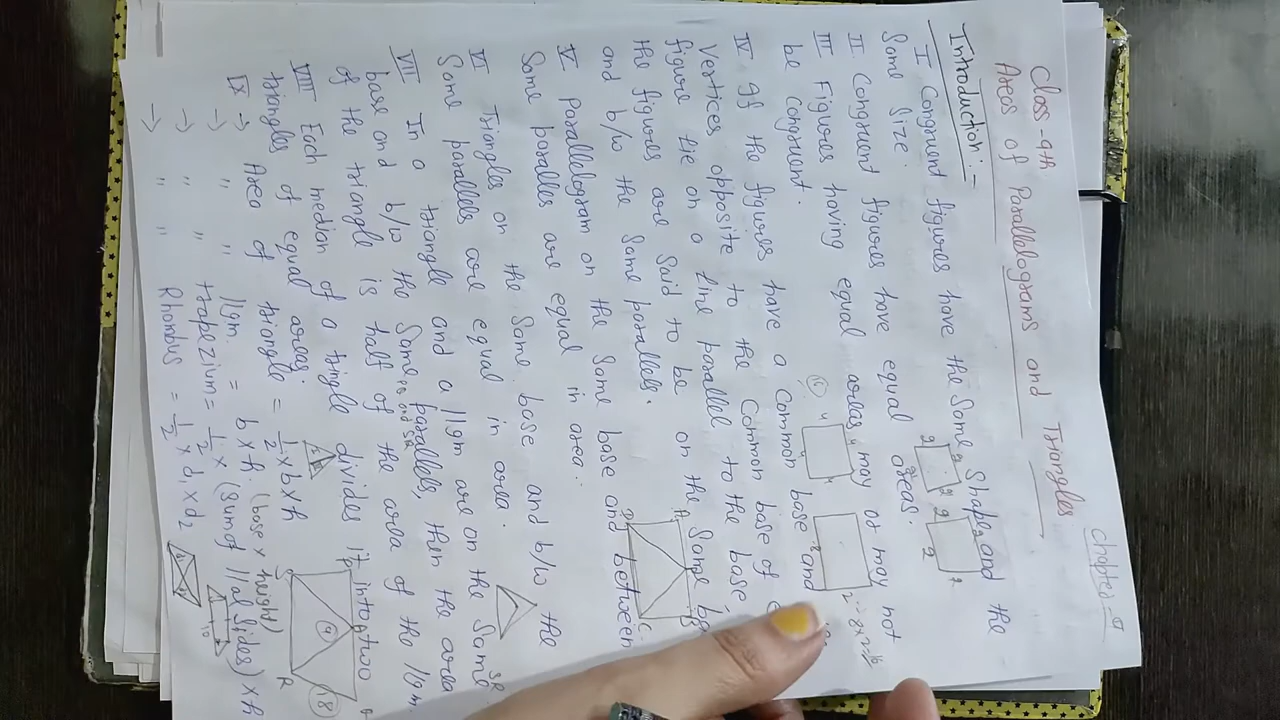 Chapter-9
Class-9th
Areas of Parallelograms and Triangles
Introduction:-
I Congruent figures have the Same Shape and the
Same Size.
II Congruent figures have equal areas.
III Figures having equal areas may or may not
be Congruent.
IV If the figures have a Common base and
Vertices opposite to the Common base of
figure lie on a line parallel to the base,
the figures are Said to be on the Same
and b/w the Same parallels.
V Parallelogram on the Same base and between
Same parallels are equal in area.
VI Triangles on the Same base and b/w the
Same parallels are equal in area.
VII In a triangle and a llgm are on the Same
base and b/w the Same parallels, then the area
of the triangle is half of the area of the llgm.
VIII Each median of a triangle divides it into two
triangles of equal areas.
IX → Area of triangle = 1/2 × b × h
→ " " llgm. = b × h. (base × height)
→ " " trapezium = 1/2 × (Sum of llal Sides) × h
→ " " Rhombus = 1/2 × d1 × d2